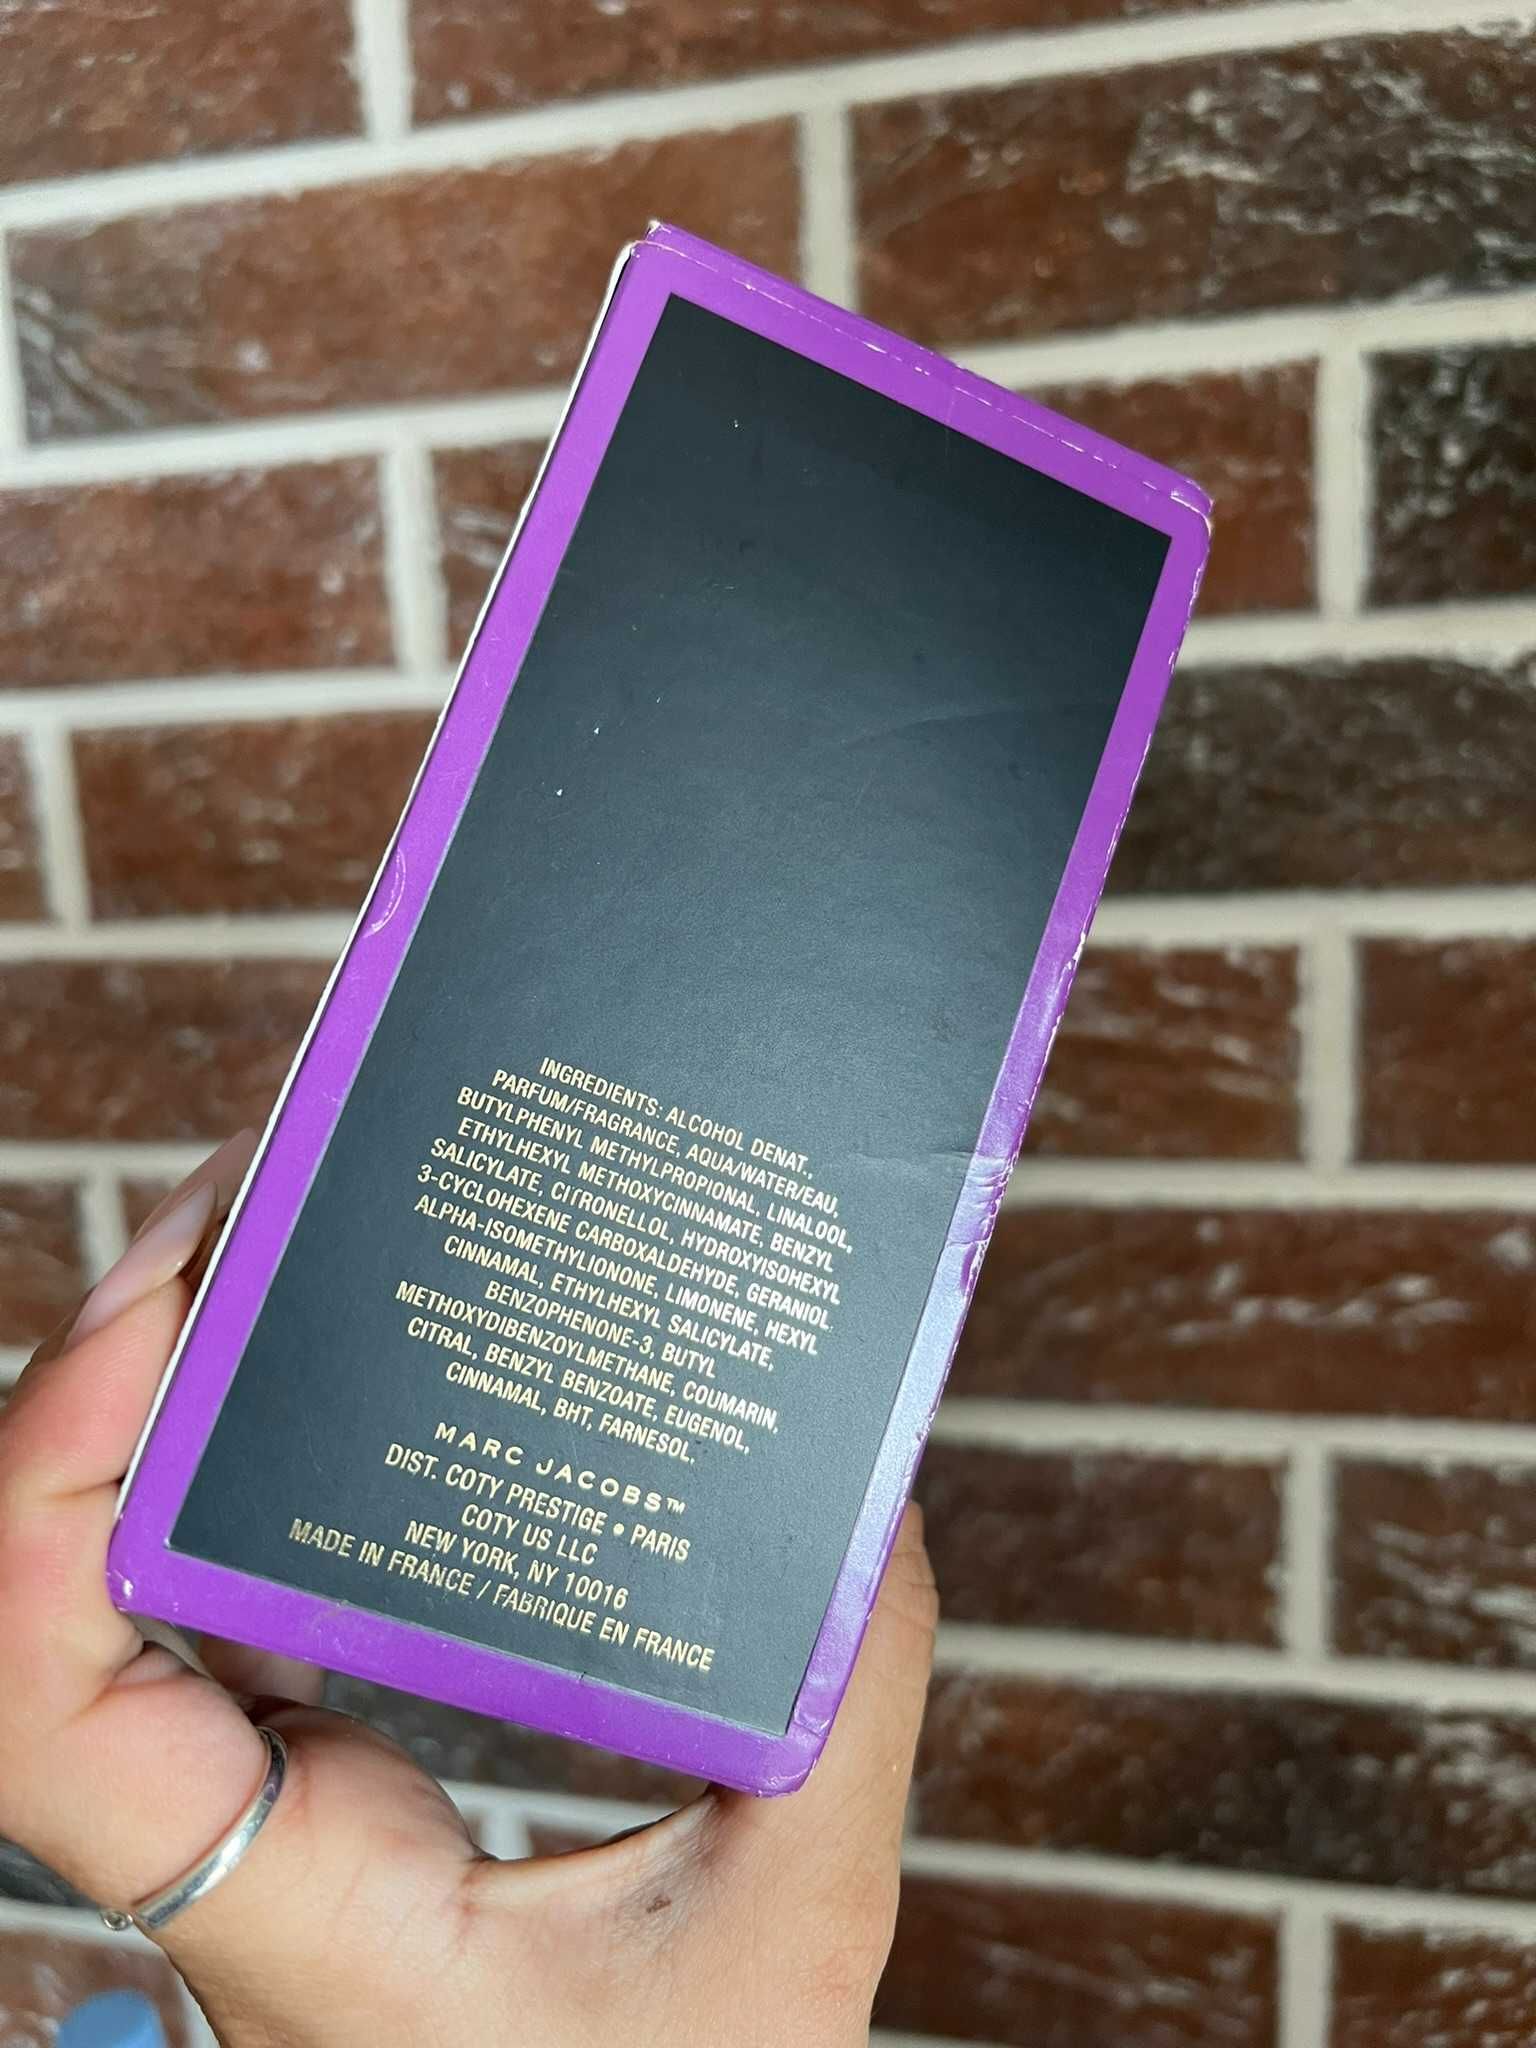 INGREDIENTS: ALCOHOL DENAT.,
PARFUM/FRAGRANCE, AQUA/WATER/EAU,
BUTYLPHENYL METHYLPROPIONAL, LINALOOL,
ETHYLHEXYL METHOXYCINNAMATE, BENZYL
SALICYLATE, CITRONELLOL, HYDROXYISOHEXYL
3-CYCLOHEXENE CARBOXALDEHYDE, GERANIOL,
ALPHA-ISOMETHYLIONONE, LIMONENE, HEXYL
CINNAMAL, ETHYLHEXYL SALICYLATE,
BENZOPHENONE-3, BUTYL
METHOXYDIBENZOYLMETHANE, COUMARIN,
CITRAL, BENZYL BENZOATE, EUGENOL,
CINNAMAL, BHT, FARNESOL.
MARC JACOBS™
DIST. COTY PRESTIGE • PARIS
COTY US LLC
NEW YORK, NY 10016
MADE IN FRANCE / FABRIQUE EN FRANCE